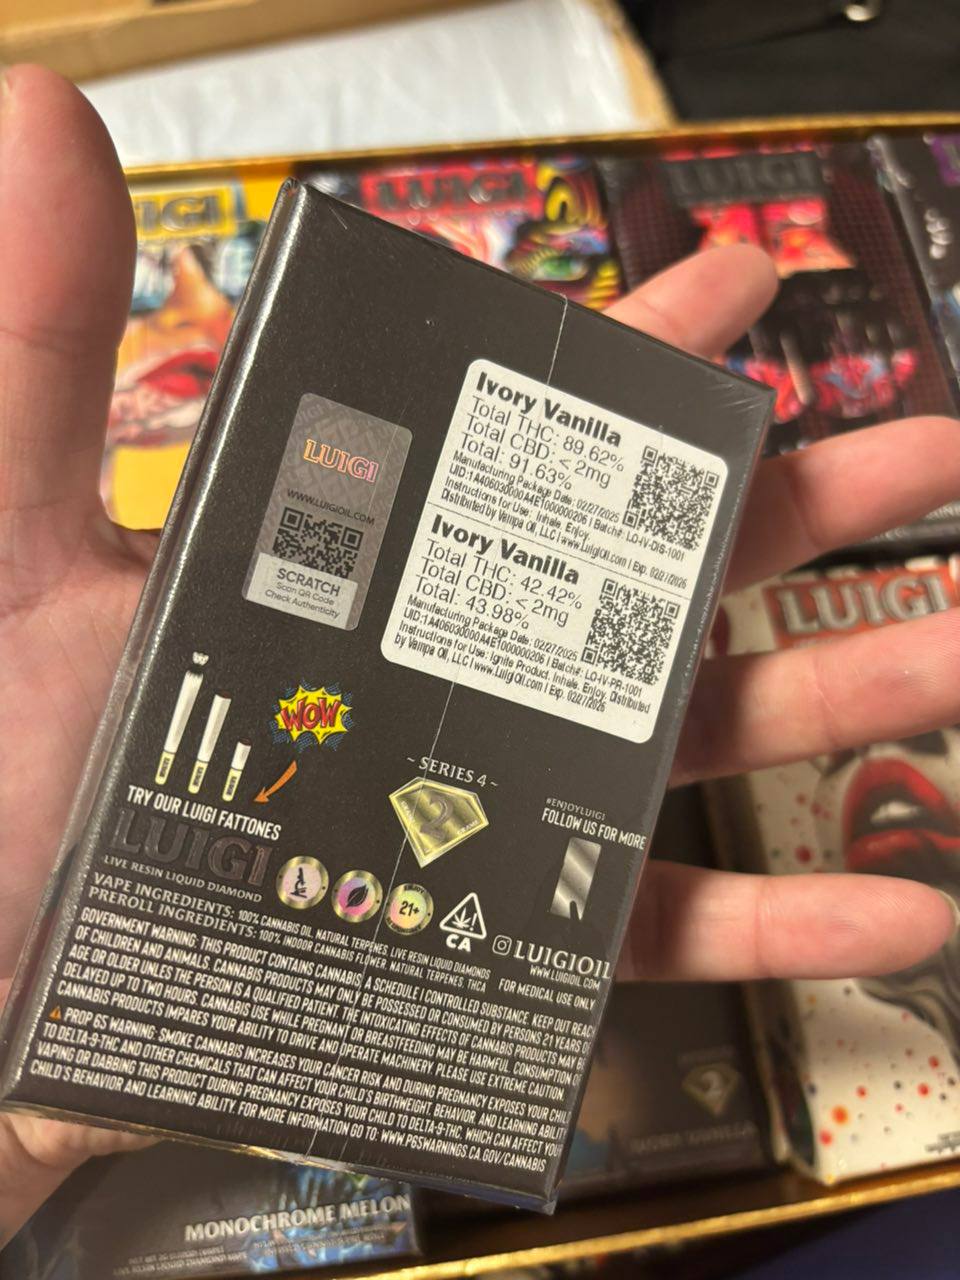 LUIGI
LUIGI
LUIGI
Ivory Vanilla
Total THC: 89.62%
Total CBD: < 2mg
Total: 91.63%
Manufacturing Package Date: 02/27/2025
UID:1A406030000A4E1000000206 | Batch#: LO-IV-DIS-1001
Instructions for Use: Inhale. Enjoy.
Distributed by Vampa Oil, LLC | www.LuigiOil.com | Exp. 02/27/2026
Ivory Vanilla
Total THC: 42.42%
Total CBD: < 2mg
Total: 43.98%
Manufacturing Package Date: 02/27/2025
UID:1A406030000A4E1000000206 | Batch#: LO-IV-PR-1001
Instructions for Use: Ignite Product. Inhale. Enjoy. Distributed
by Vampa Oil, LLC | www.LuigiOil.com | Exp. 02/27/2026
LUIGI
WWW.LUIGIOIL.COM
SCRATCH
Scan QR Code
Check Authenticity
LUIGI
WOW
TRY OUR LUIGI FATTONES
~ SERIES 4 ~
2
#ENJOYLUIGI
FOLLOW US FOR MORE
LUIGI
LIVE RESIN LIQUID DIAMOND
21+
CA
LUIGIOIL
WWW.LUIGIOIL.COM
VAPE INGREDIENTS: 100% CANNABIS OIL, NATURAL TERPENES, LIVE RESIN LIQUID DIAMONDS
PREROLL INGREDIENTS: 100% INDOOR CANNABIS FLOWER, NATURAL TERPENES, THCA
FOR MEDICAL USE ONLY
GOVERNMENT WARNING: THIS PRODUCT CONTAINS CANNABIS, A SCHEDULE I CONTROLLED SUBSTANCE. KEEP OUT REACH
OF CHILDREN AND ANIMALS. CANNABIS PRODUCTS MAY ONLY BE POSSESSED OR CONSUMED BY PERSONS 21 YEARS O
AGE OR OLDER UNLES THE PERSON IS A QUALIFIED PATIENT. THE INTOXICATING EFFECTS OF CANNABIS PRODUCTS MAY
DELAYED UP TO TWO HOURS. CANNABIS USE WHILE PREGNANT OR BREASTFEEDING MAY BE HARMFUL. CONSUMPTION O
CANNABIS PRODUCTS IMPARES YOUR ABILITY TO DRIVE AND OPERATE MACHINERY. PLEASE USE EXTREME CAUTION.
PROP 65 WARNING: SMOKE CANNABIS INCREASES YOUR CANCER RISK AND DURING PREGNANCY EXPOSES YOUR CHIL
TO DELTA-9-THC AND OTHER CHEMICALS THAT CAN AFFECT YOUR CHILD'S BIRTHWEIGHT, BEHAVIOR, AND LEARNING ABILIT
VAPING OR DABBING THIS PRODUCT DURING PREGNANCY EXPOSES YOUR CHILD TO DELTA-9-THC, WHICH CAN AFFECT YOU
CHILD'S BEHAVIOR AND LEARNING ABILITY. FOR MORE INFORMATION GO TO: WWW.P65WARNINGS.CA.GOV/CANNABIS
2
MONOCHROME MELON